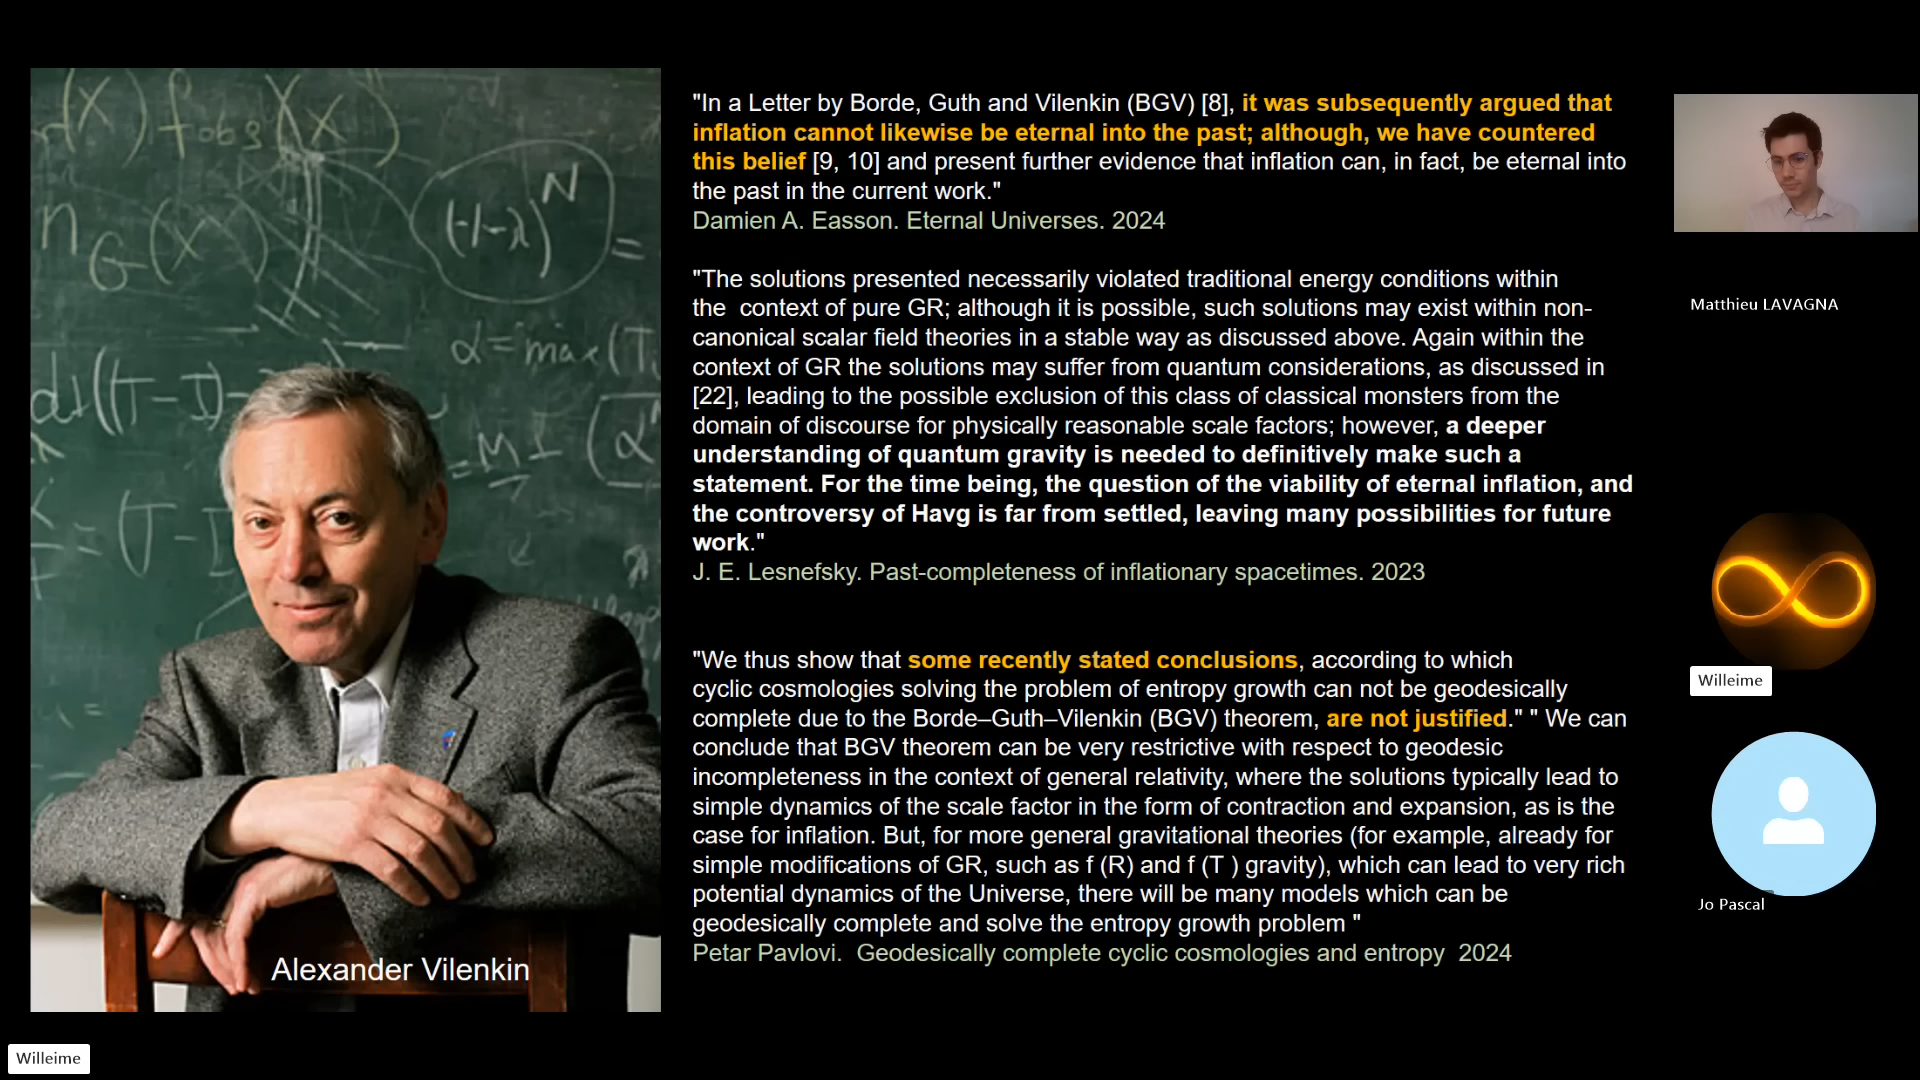 "In a Letter by Borde, Guth and Vilenkin (BGV) [8], it was subsequently argued that
inflation cannot likewise be eternal into the past; although, we have countered
this belief [9, 10] and present further evidence that inflation can, in fact, be eternal into
the past in the current work."
Damien A. Easson. Eternal Universes. 2024
"The solutions presented necessarily violated traditional energy conditions within
the  context of pure GR; although it is possible, such solutions may exist within non-
canonical scalar field theories in a stable way as discussed above. Again within the
context of GR the solutions may suffer from quantum considerations, as discussed in
[22], leading to the possible exclusion of this class of classical monsters from the
domain of discourse for physically reasonable scale factors; however, a deeper
understanding of quantum gravity is needed to definitively make such a
statement. For the time being, the question of the viability of eternal inflation, and
the controversy of Havg is far from settled, leaving many possibilities for future
work."
J. E. Lesnefsky. Past-completeness of inflationary spacetimes. 2023
"We thus show that some recently stated conclusions, according to which
cyclic cosmologies solving the problem of entropy growth can not be geodesically
complete due to the Borde–Guth–Vilenkin (BGV) theorem, are not justified." " We can
conclude that BGV theorem can be very restrictive with respect to geodesic
incompleteness in the context of general relativity, where the solutions typically lead to
simple dynamics of the scale factor in the form of contraction and expansion, as is the
case for inflation. But, for more general gravitational theories (for example, already for
simple modifications of GR, such as f (R) and f (T ) gravity), which can lead to very rich
potential dynamics of the Universe, there will be many models which can be
geodesically complete and solve the entropy growth problem "
Petar Pavlovi.  Geodesically complete cyclic cosmologies and entropy  2024
Alexander Vilenkin
Matthieu LAVAGNA
Willeime
Jo Pascal
Willeime
(1-λ)^N
=
n_G(x)
α = max(T